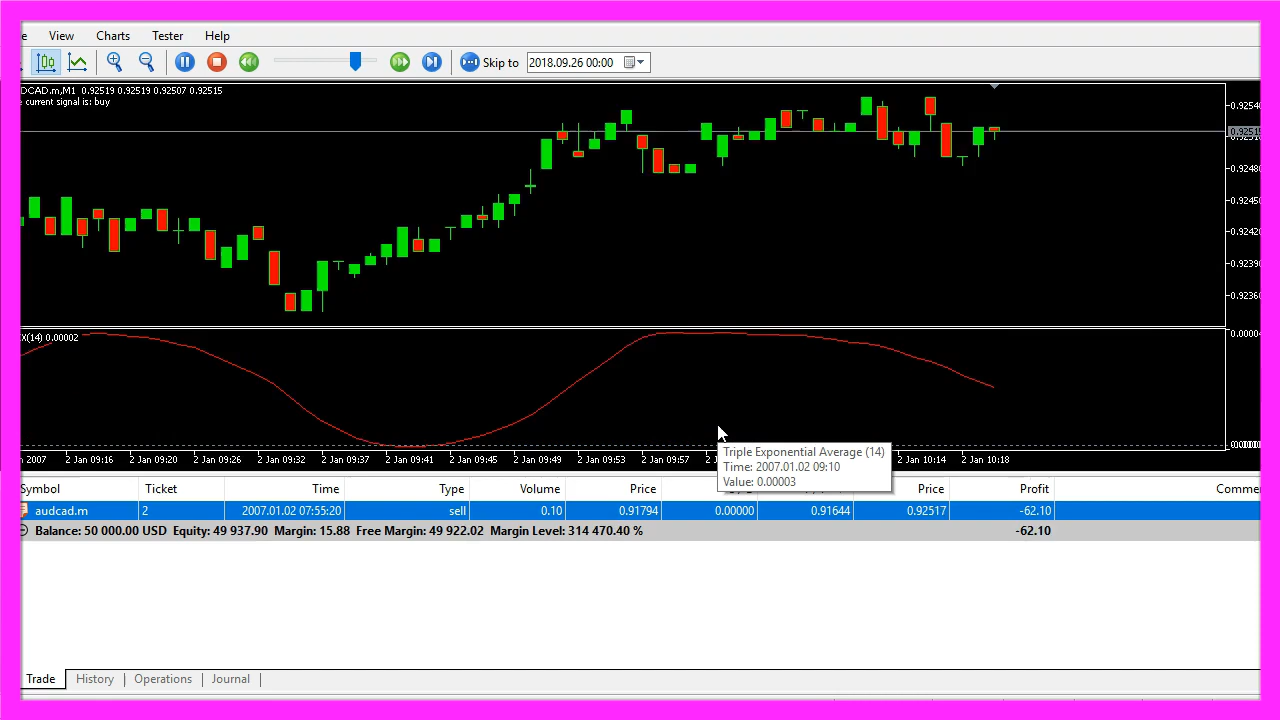 e View Charts Tester Help
Skip to 2018.09.26 00:00
DCAD.m,M1 0.92519 0.92519 0.92507 0.92515
e current signal is: buy
0.92540
0.92480
0.92450
0.92420
0.92390
0.92360
X(14) 0.00002
0.00004
n 2007 2 Jan 09:16 2 Jan 09:20 2 Jan 09:26 2 Jan 09:32 2 Jan 09:37 2 Jan 09:41 2 Jan 09:45 2 Jan 09:53 2 Jan 09:57 2 Jan 10:14 2 Jan 10:18
Triple Exponential Average (14)
Time: 2007.01.02 09:10
Value: 0.00003
Symbol Ticket Time Type Volume Price Price Profit Comme
audcad.m 2 2007.01.02 07:55:20 sell 0.10 0.91794 0.00000 0.91644 0.92517 -62.10
Balance: 50 000.00 USD Equity: 49 937.90 Margin: 15.88 Free Margin: 49 922.02 Margin Level: 314 470.40 % -62.10
Trade History Operations Journal